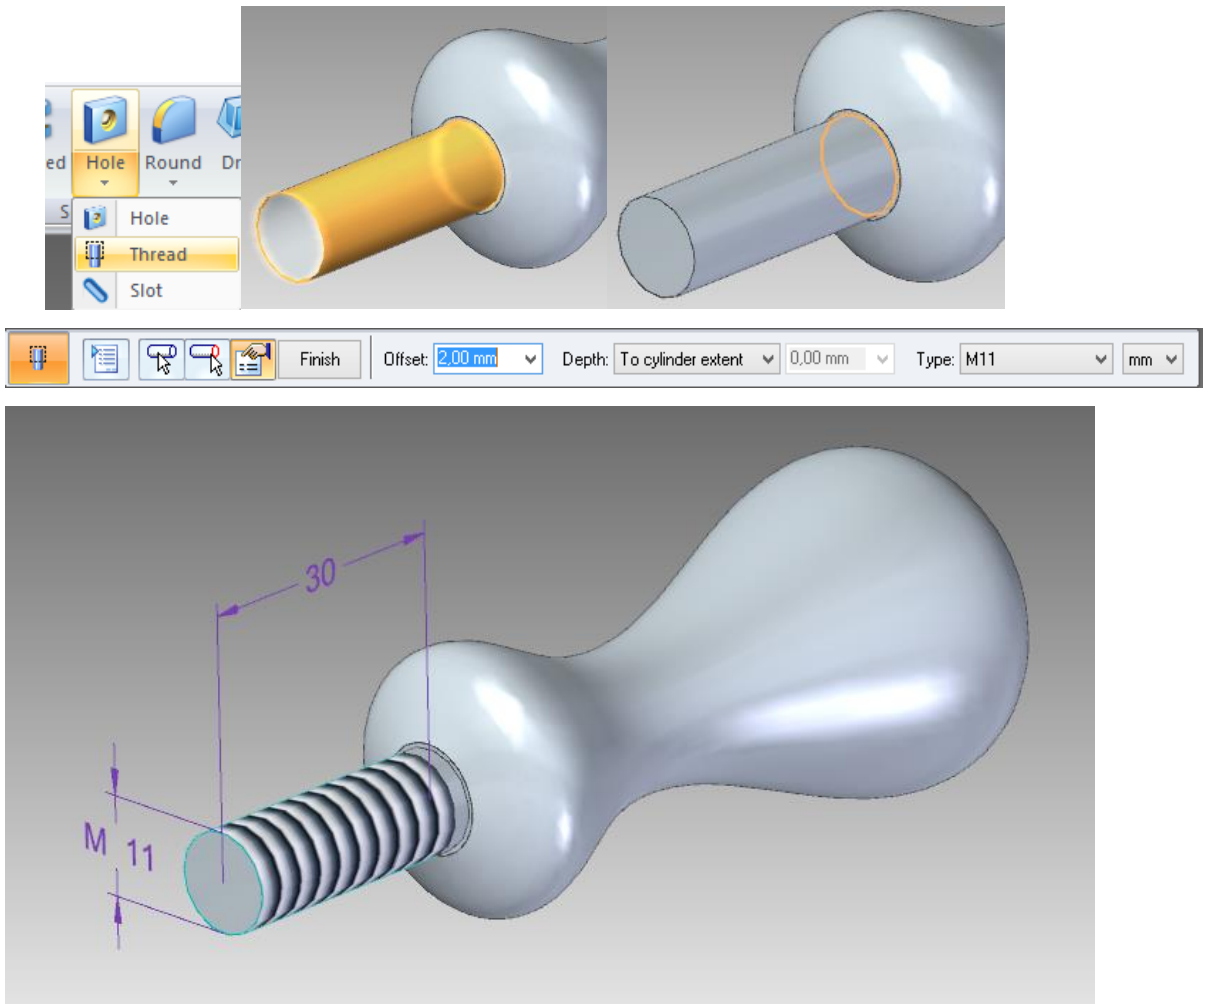 ed Hole Round Dr
S
Hole
Thread
Slot
Finish Offset: 2,00 mm Depth: To cylinder extent 0,00 mm Type: M11 mm
30
M 11